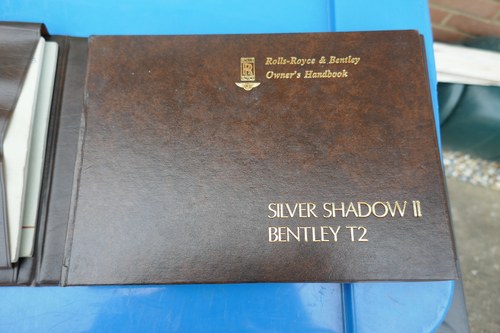 Rolls-Royce & Bentley
Owner's Handbook
SILVER SHADOW II
BENTLEY T2